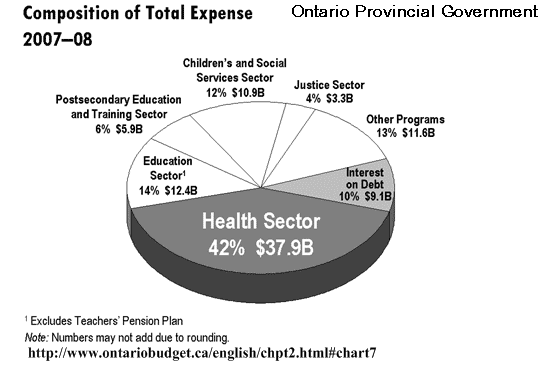 Composition of Total Expense
2007–08
Ontario Provincial Government
Children's and Social
Services Sector
12% $10.9B
Justice Sector
4% $3.3B
Postsecondary Education
and Training Sector
6% $5.9B
Other Programs
13% $11.6B
Education
Sector¹
14% $12.4B
Interest
on Debt
10% $9.1B
Health Sector
42% $37.9B
¹ Excludes Teachers' Pension Plan
Note: Numbers may not add due to rounding.
http://www.ontariobudget.ca/english/chpt2.html#chart7